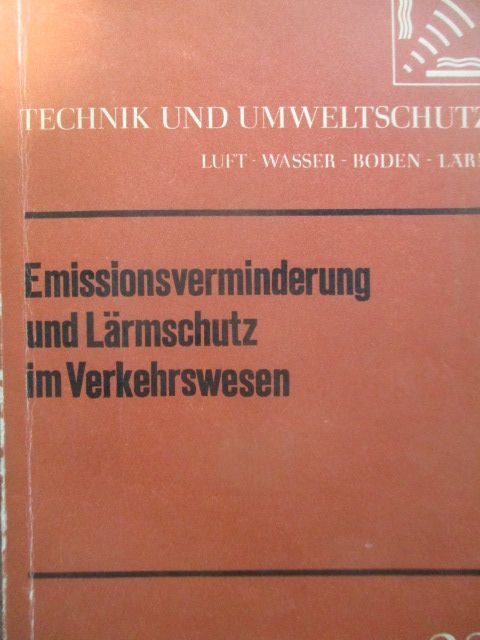 TECHNIK UND UMWELTSCHUTZ
LUFT - WASSER - BODEN -
Emissionsverminderung
und Lärmschutz
im Verkehrswesen